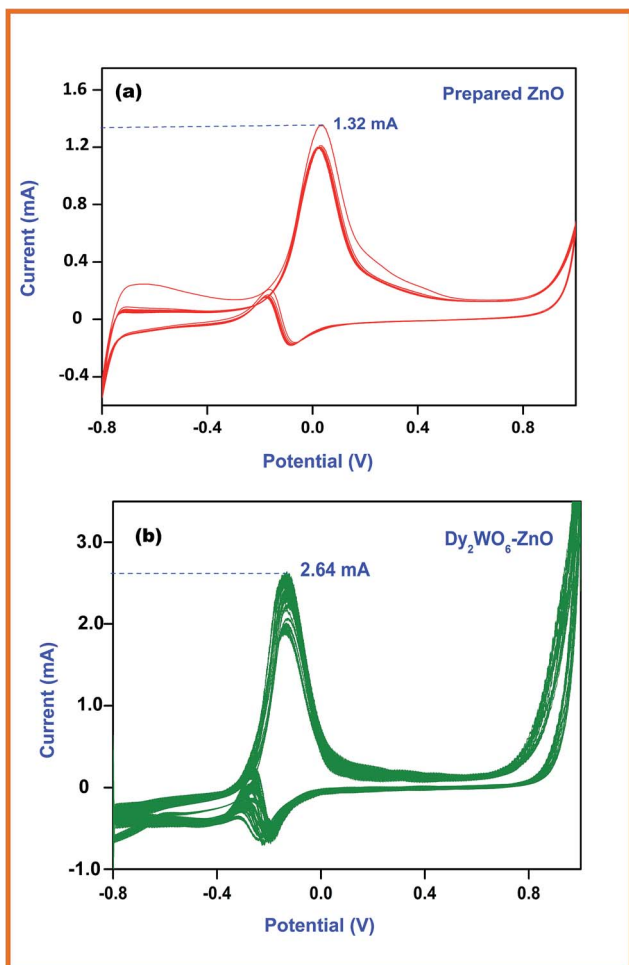 (a)
Prepared ZnO
1.32 mA
Current (mA)
1.6
1.2
0.8
0.4
0
-0.4
-0.8
-0.4
0.0
0.4
0.8
Potential (V)
(b)
Dy₂WO₆-ZnO
2.64 mA
Current (mA)
3.0
2.0
1.0
0
-1.0
-0.8
-0.4
0.0
0.4
0.8
Potential (V)